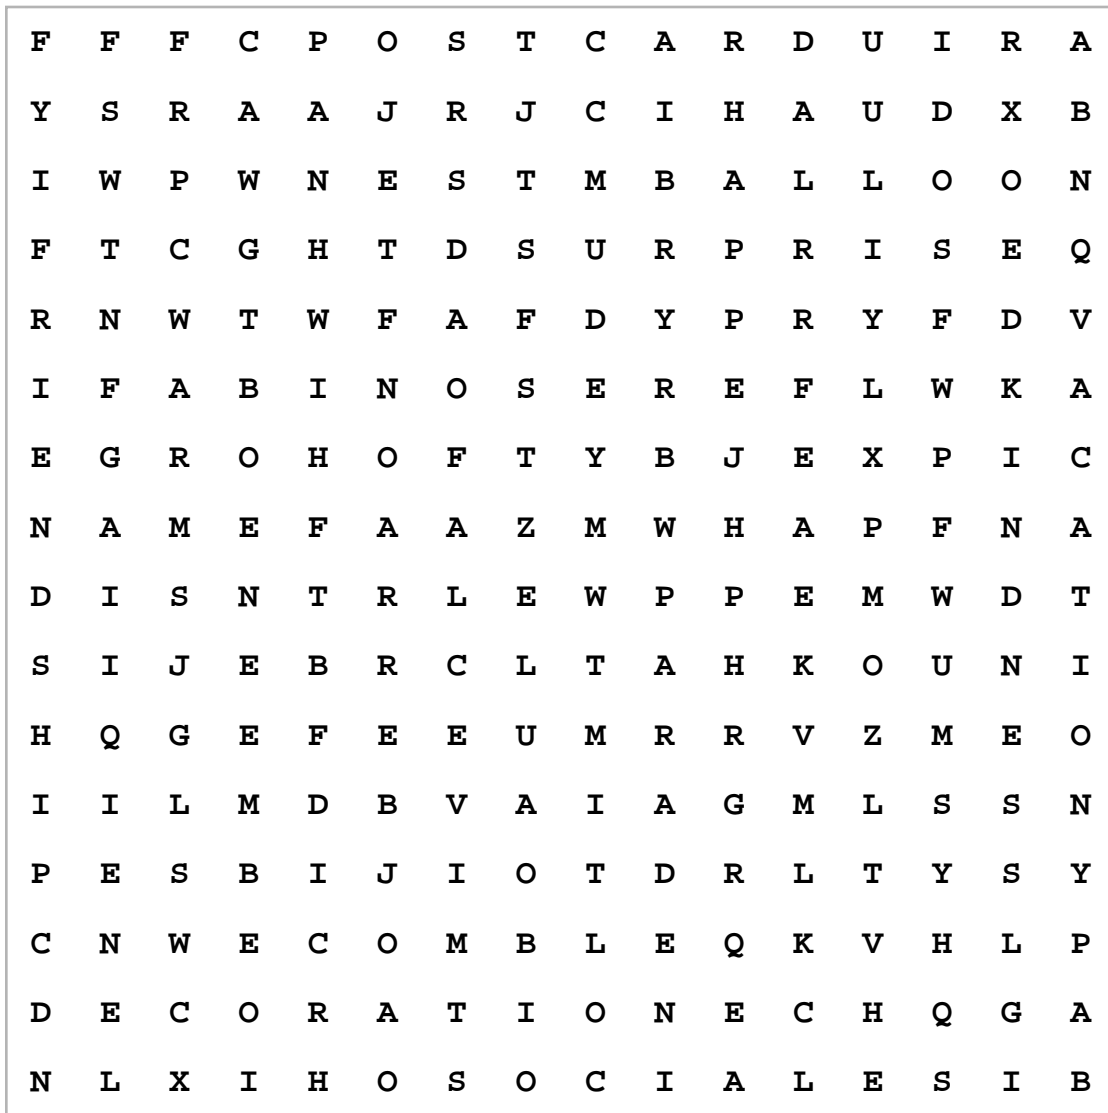 F F F C P O S T C A R D U I R A
Y S R A A J R J C I H A U D X B
I W P W N E S T M B A L L O O N
F T C G H T D S U R P R I S E Q
R N W T W F A F D Y P R Y F D V
I F A B I N O S E R E F L W K A
E G R O H O F T Y B J E X P I C
N A M E F A A Z M W H A P F N A
D I S N T R L E W P P E M W D T
S I J E B R C L T A H K O U N I
H Q G E F E E U M R R V Z M E O
I I L M D B V A I A G M L S S N
P E S B I J I O T D R L T Y S Y
C N W E C O M B L E Q K V H L P
D E C O R A T I O N E C H Q G A
N L X I H O S O C I A L E S I B